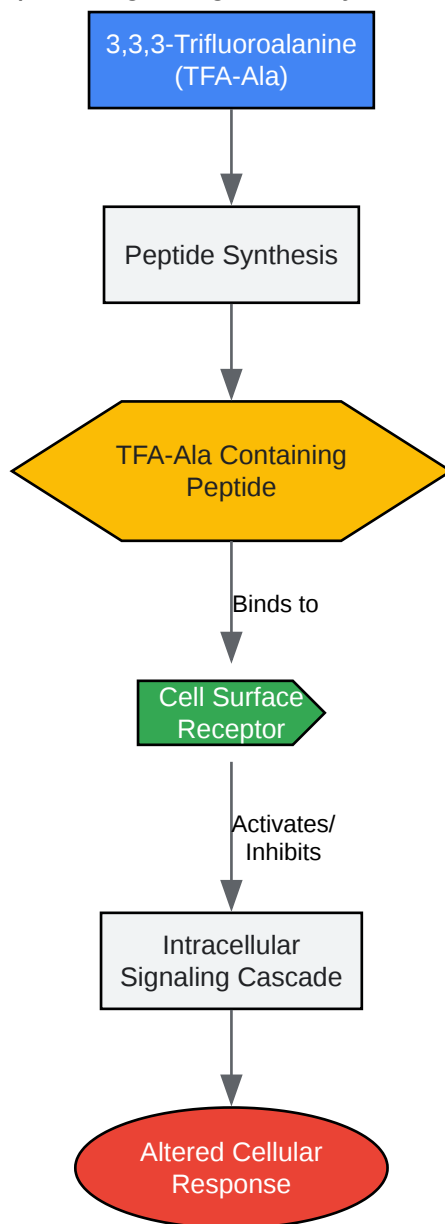 3,3,3-Trifluoroalanine
(TFA-Ala)
Peptide Synthesis
TFA-Ala Containing
Peptide
Binds to
Cell Surface
Receptor
Activates/
Inhibits
Intracellular
Signaling Cascade
Altered Cellular
Response